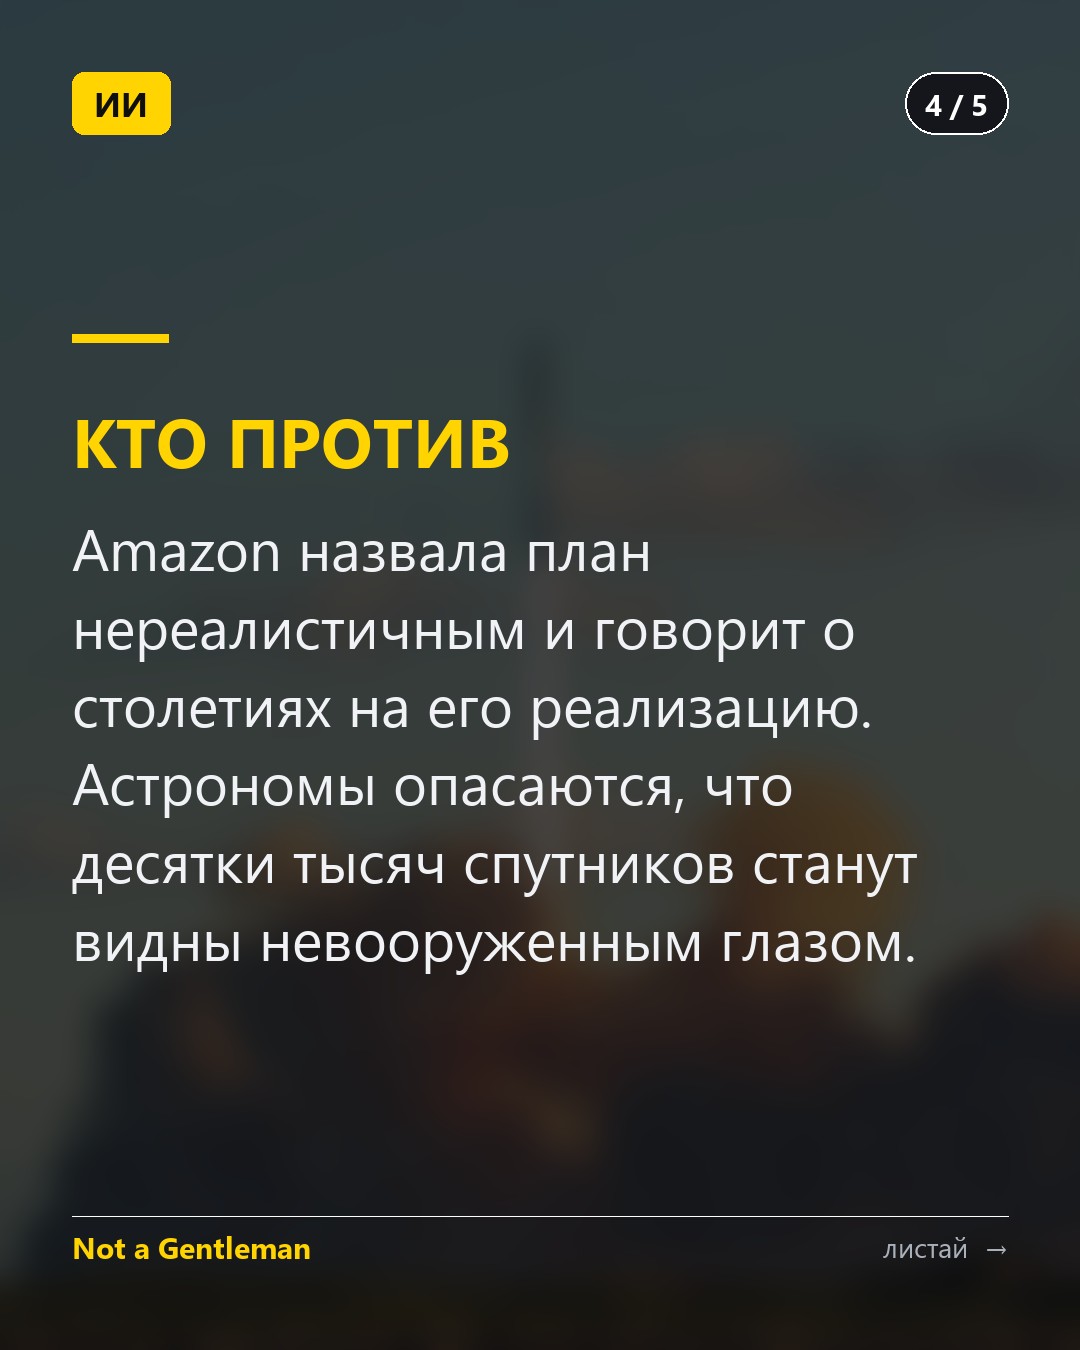 ИИ
4 / 5
КТО ПРОТИВ
Amazon назвала план
нереалистичным и говорит о
столетиях на его реализацию.
Астрономы опасаются, что
десятки тысяч спутников станут
видны невооруженным глазом.
Not a Gentleman
листай →